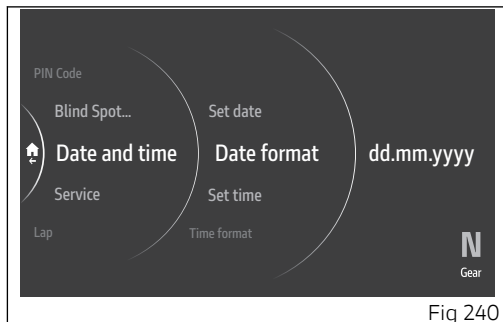 PIN Code
Blind Spot...
Date and time
Service
Lap
Set date
Date format
Set time
Time format
dd.mm.yyyy
N
Gear
Fig 240